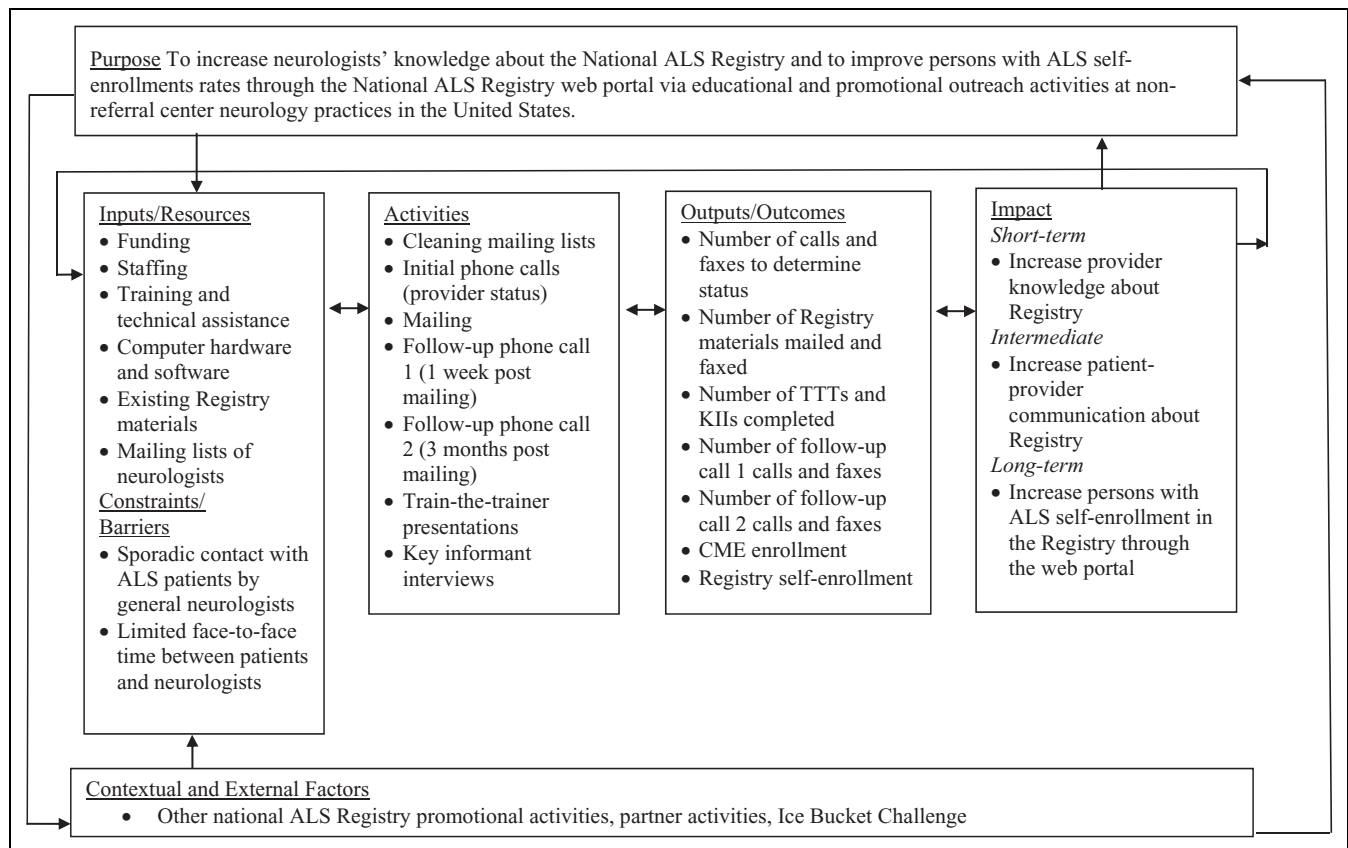 Purpose To increase neurologists’ knowledge about the National ALS Registry and to improve persons with ALS self-
enrollments rates through the National ALS Registry web portal via educational and promotional outreach activities at non-
referral center neurology practices in the United States.
Inputs/Resources
• Funding
• Staffing
• Training and
technical assistance
• Computer hardware
and software
• Existing Registry
materials
• Mailing lists of
neurologists
Constraints/
Barriers
• Sporadic contact with
ALS patients by
general neurologists
• Limited face-to-face
time between patients
and neurologists
Activities
• Cleaning mailing lists
• Initial phone calls
(provider status)
• Mailing
• Follow-up phone call
1 (1 week post
mailing)
• Follow-up phone call
2 (3 months post
mailing)
• Train-the-trainer
presentations
• Key informant
interviews
Outputs/Outcomes
• Number of calls and
faxes to determine
status
• Number of Registry
materials mailed and
faxed
• Number of TTTs and
KIIs completed
• Number of follow-up
call 1 calls and faxes
• Number of follow-up
call 2 calls and faxes
• CME enrollment
• Registry self-enrollment
Impact
Short-term
• Increase provider
knowledge about
Registry
Intermediate
• Increase patient-
provider
communication about
Registry
Long-term
• Increase persons with
ALS self-enrollment in
the Registry through
the web portal
Contextual and External Factors
• Other national ALS Registry promotional activities, partner activities, Ice Bucket Challenge